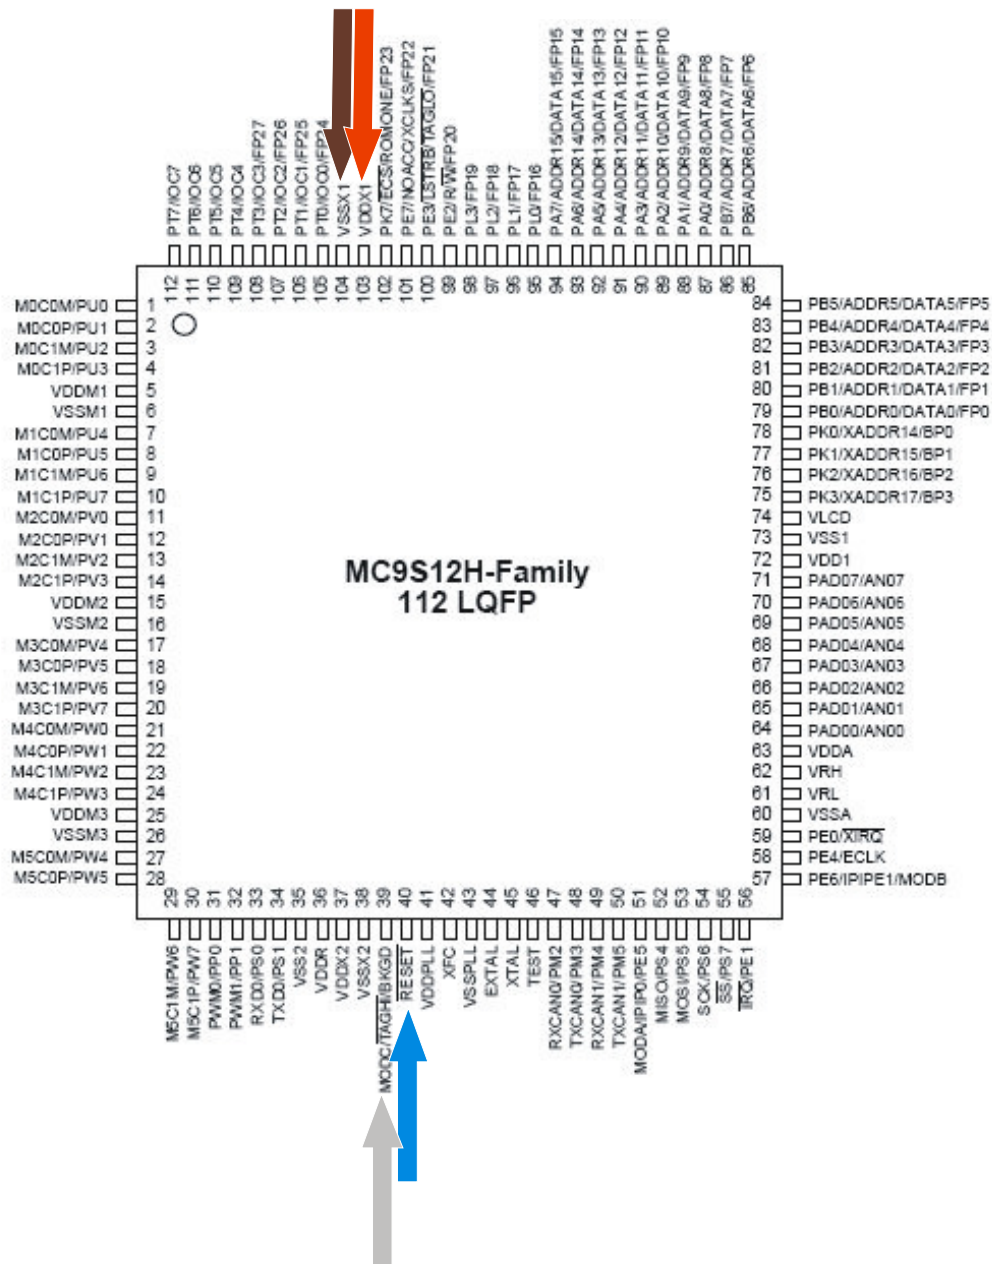 PT7/IOC7
PT6/IOC6
PT5/IOC5
PT4/IOC4
PT3/IOC3/FP27
PT2/IOC2/FP26
PT1/IOC1/FP25
PT0/IOC0/FP24
VSSX1
VDDX1
PK7/ECS/ROMONE/FP23
PE7/NOACC/XCLKS/FP22
PE3/LSTRB/TAGLO/FP21
PE2/R/W/FP20
PL3/FP19
PL2/FP18
PL1/FP17
PL0/FP16
PA7/ADDR15/DATA15/FP15
PA6/ADDR14/DATA14/FP14
PA5/ADDR13/DATA13/FP13
PA4/ADDR12/DATA12/FP12
PA3/ADDR11/DATA11/FP11
PA2/ADDR10/DATA10/FP10
PA1/ADDR9/DATA9/FP9
PA0/ADDR8/DATA8/FP8
PB7/ADDR7/DATA7/FP7
PB6/ADDR6/DATA6/FP6
112 111 110 109 108 107 106 105 104 103 102 101 100 99 98 97 96 95 94 93 92 91 90 89 88 87 86 85
M0C0M/PU0 1
M0C0P/PU1 2
M0C1M/PU2 3
M0C1P/PU3 4
VDDM1 5
VSSM1 6
M1C0M/PU4 7
M1C0P/PU5 8
M1C1M/PU6 9
M1C1P/PU7 10
M2C0M/PV0 11
M2C0P/PV1 12
M2C1M/PV2 13
M2C1P/PV3 14
VDDM2 15
VSSM2 16
M3C0M/PV4 17
M3C0P/PV5 18
M3C1M/PV6 19
M3C1P/PV7 20
M4C0M/PW0 21
M4C0P/PW1 22
M4C1M/PW2 23
M4C1P/PW3 24
VDDM3 25
VSSM3 26
M5C0M/PW4 27
M5C0P/PW5 28
MC9S12H-Family
112 LQFP
84 PB5/ADDR5/DATA5/FP5
83 PB4/ADDR4/DATA4/FP4
82 PB3/ADDR3/DATA3/FP3
81 PB2/ADDR2/DATA2/FP2
80 PB1/ADDR1/DATA1/FP1
79 PB0/ADDR0/DATA0/FP0
78 PK0/XADDR14/BP0
77 PK1/XADDR15/BP1
76 PK2/XADDR16/BP2
75 PK3/XADDR17/BP3
74 VLCD
73 VSS1
72 VDD1
71 PAD07/AN07
70 PAD06/AN06
69 PAD05/AN05
68 PAD04/AN04
67 PAD03/AN03
66 PAD02/AN02
65 PAD01/AN01
64 PAD00/AN00
63 VDDA
62 VRH
61 VRL
60 VSSA
59 PE0/XIRQ
58 PE4/ECLK
57 PE6/IPIPE1/MODB
29 30 31 32 33 34 35 36 37 38 39 40 41 42 43 44 45 46 47 48 49 50 51 52 53 54 55 56
M5C1M/PW6
M5C1P/PW7
PWM0/PP0
PWM1/PP1
RXD0/PS0
TXD0/PS1
VSS2
VDDR
VDDX2
VSSX2
MODC/TAGHI/BKGD
RESET
VDDPLL
XFC
VSSPLL
EXTAL
XTAL
TEST
RXCAN0/PM2
TXCAN0/PM3
RXCAN1/PM4
TXCAN1/PM5
MODA/IPIP0/PE5
MISO/PS4
MOSI/PS5
SCK/PS6
SS/PS7
IRQ/PE1